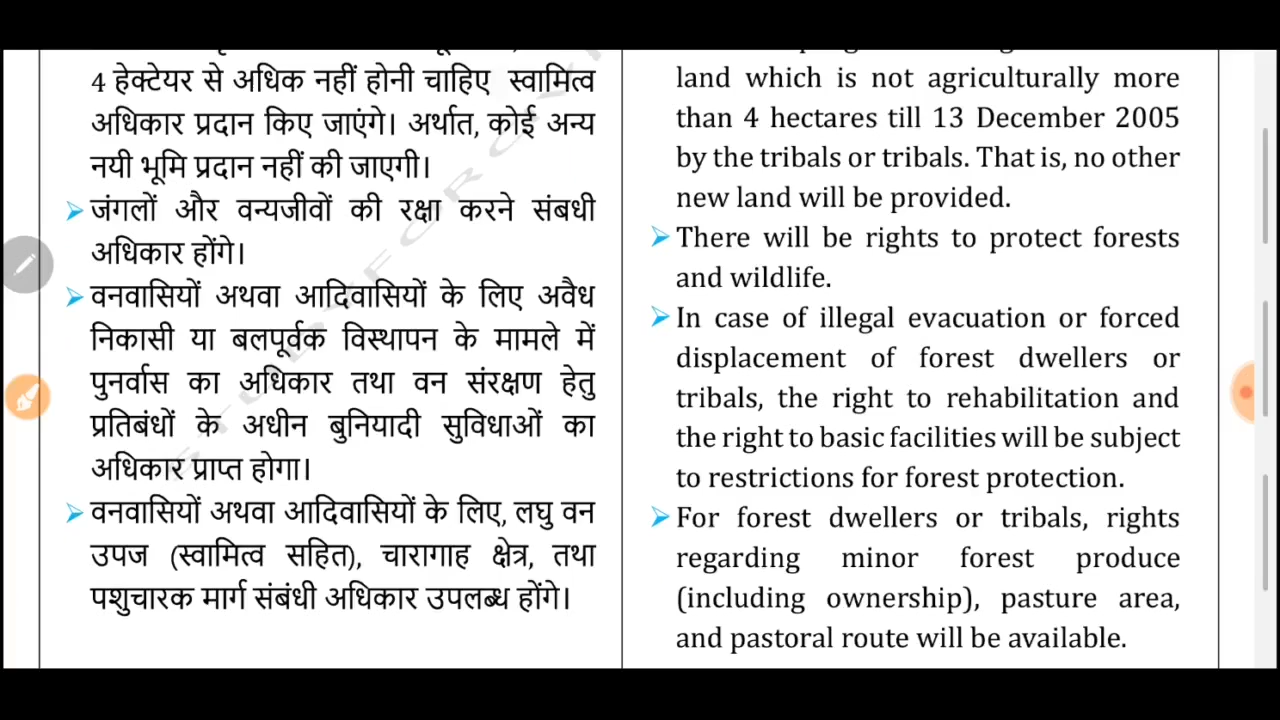 4 हेक्टेयर से अधिक नहीं होनी चाहिए स्वामित्व
अधिकार प्रदान किए जाएंगे। अर्थात, कोई अन्य
नयी भूमि प्रदान नहीं की जाएगी।
जंगलों और वन्यजीवों की रक्षा करने संबधी
अधिकार होंगे।
वनवासियों अथवा आदिवासियों के लिए अवैध
निकासी या बलपूर्वक विस्थापन के मामले में
पुनर्वास का अधिकार तथा वन संरक्षण हेतु
प्रतिबंधों के अधीन बुनियादी सुविधाओं का
अधिकार प्राप्त होगा।
वनवासियों अथवा आदिवासियों के लिए, लघु वन
उपज (स्वामित्व सहित), चारागाह क्षेत्र, तथा
पशुचारक मार्ग संबंधी अधिकार उपलब्ध होंगे।
land which is not agriculturally more
than 4 hectares till 13 December 2005
by the tribals or tribals. That is, no other
new land will be provided.
There will be rights to protect forests
and wildlife.
In case of illegal evacuation or forced
displacement of forest dwellers or
tribals, the right to rehabilitation and
the right to basic facilities will be subject
to restrictions for forest protection.
For forest dwellers or tribals, rights
regarding minor forest produce
(including ownership), pasture area,
and pastoral route will be available.